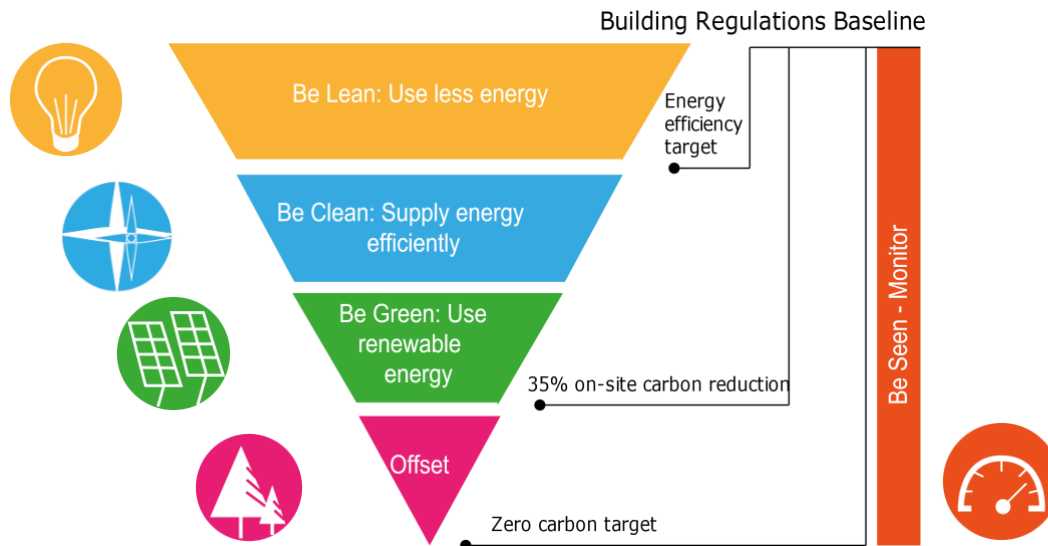 Building Regulations Baseline
Be Lean: Use less energy
Energy
efficiency
target
Be Clean: Supply energy
efficiently
Be Green: Use
renewable
energy
35% on-site carbon reduction
Offset
Zero carbon target
Be Seen - Monitor